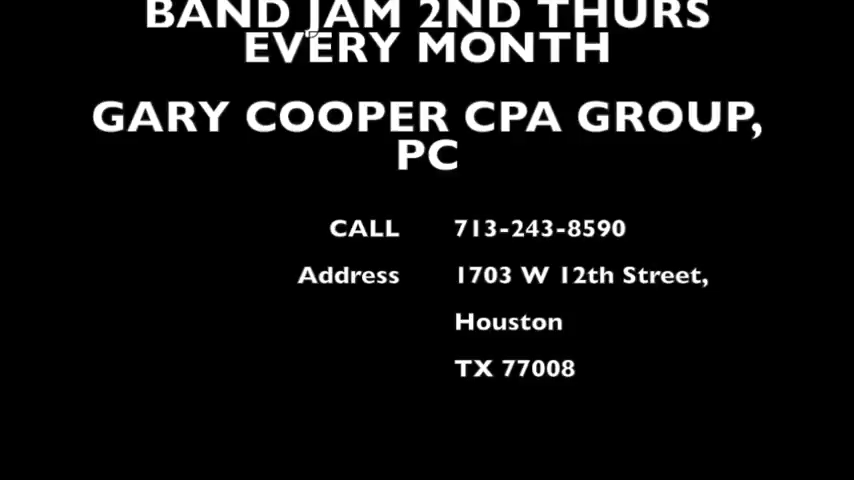 BAND JAM 2ND THURS
EVERY MONTH
GARY COOPER CPA GROUP,
PC
CALL 713-243-8590
Address 1703 W 12th Street,
Houston
TX 77008